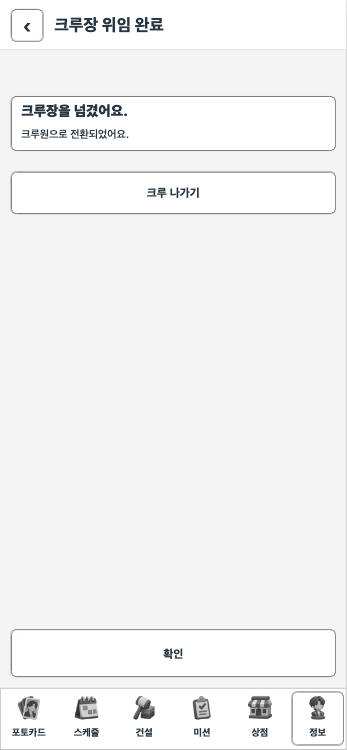 ‹ 크루장 위임 완료
크루장을 넘겼어요.
크루원으로 전환되었어요.
크루 나가기
확인
포토카드 스케줄 건설 미션 상점 정보